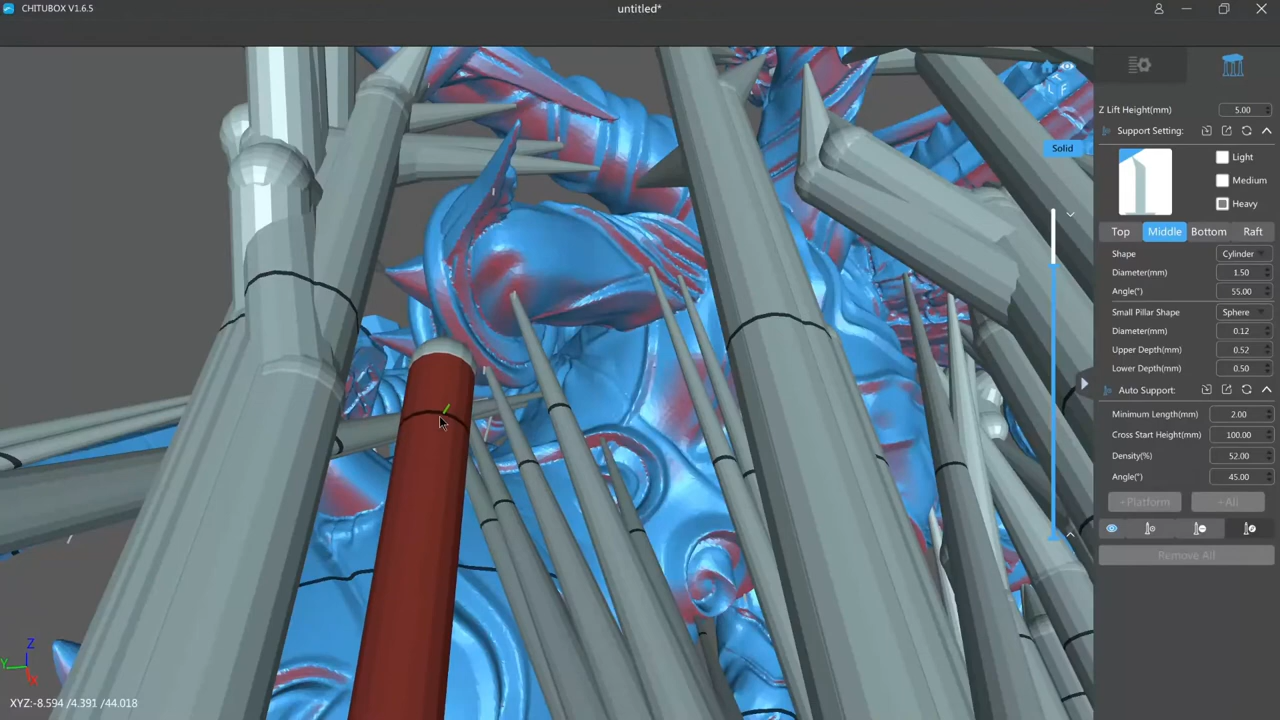 CHITUBOX V1.6.5
untitled*
Z Lift Height(mm) 5.00
Solid
Support Setting:
Light
Medium
Heavy
Top Middle Bottom Raft
Shape Cylinder
Diameter(mm) 1.50
Angle(°) 55.00
Small Pillar Shape Sphere
Diameter(mm) 0.12
Upper Depth(mm) 0.52
Lower Depth(mm) 0.50
Auto Support:
Minimum Length(mm) 2.00
Cross Start Height(mm) 100.00
Density(%) 52.00
Angle(°) 45.00
+Platform +All
Remove All
Z
Y
X
XYZ:-8.594 /4.391 /44.018